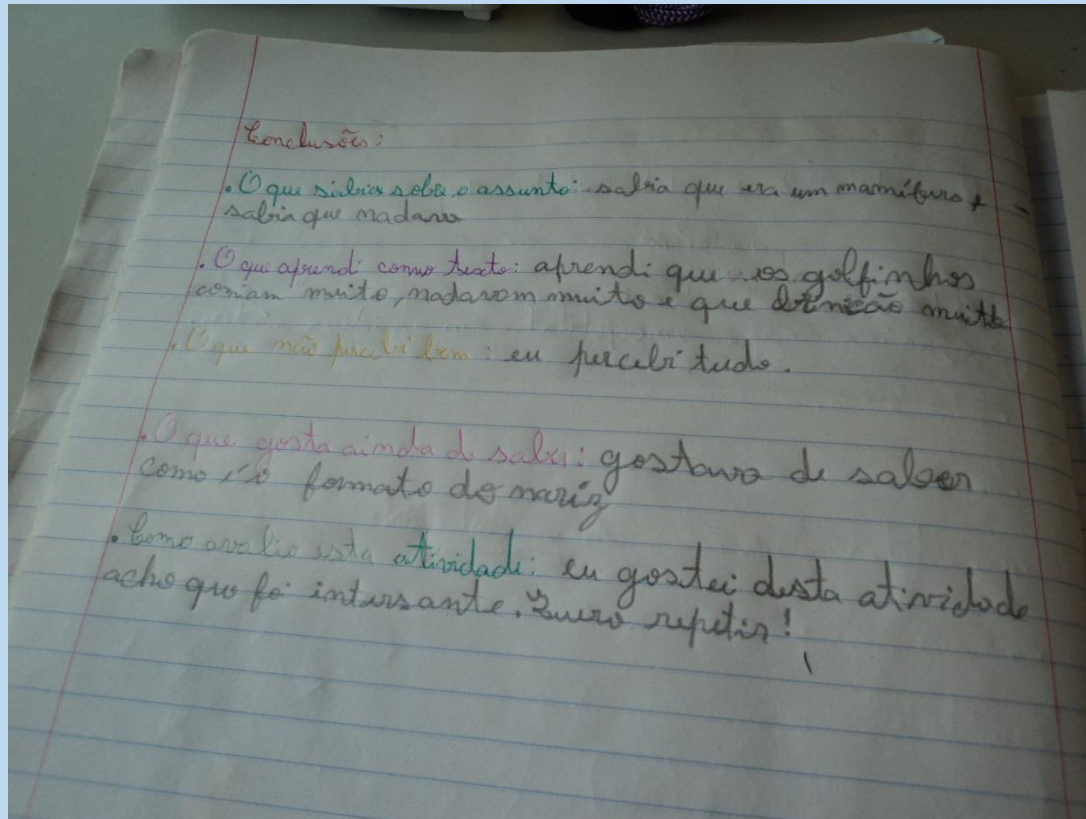 Conclusões:
.O que sabia sobre o assunto: sabia que era um mamífero e
sabia que nadava
.O que aprendi com o texto: aprendi que os golfinhos
comiam muito, nadavam muito e que muito
.O que não percebi bem: eu percebi tudo.
.O que gosta ainda de saber: gostava de saber
como é o formato do nariz
.Como avalio esta atividade: eu gostei desta atividade
acho que foi intersante. Quero repetir!